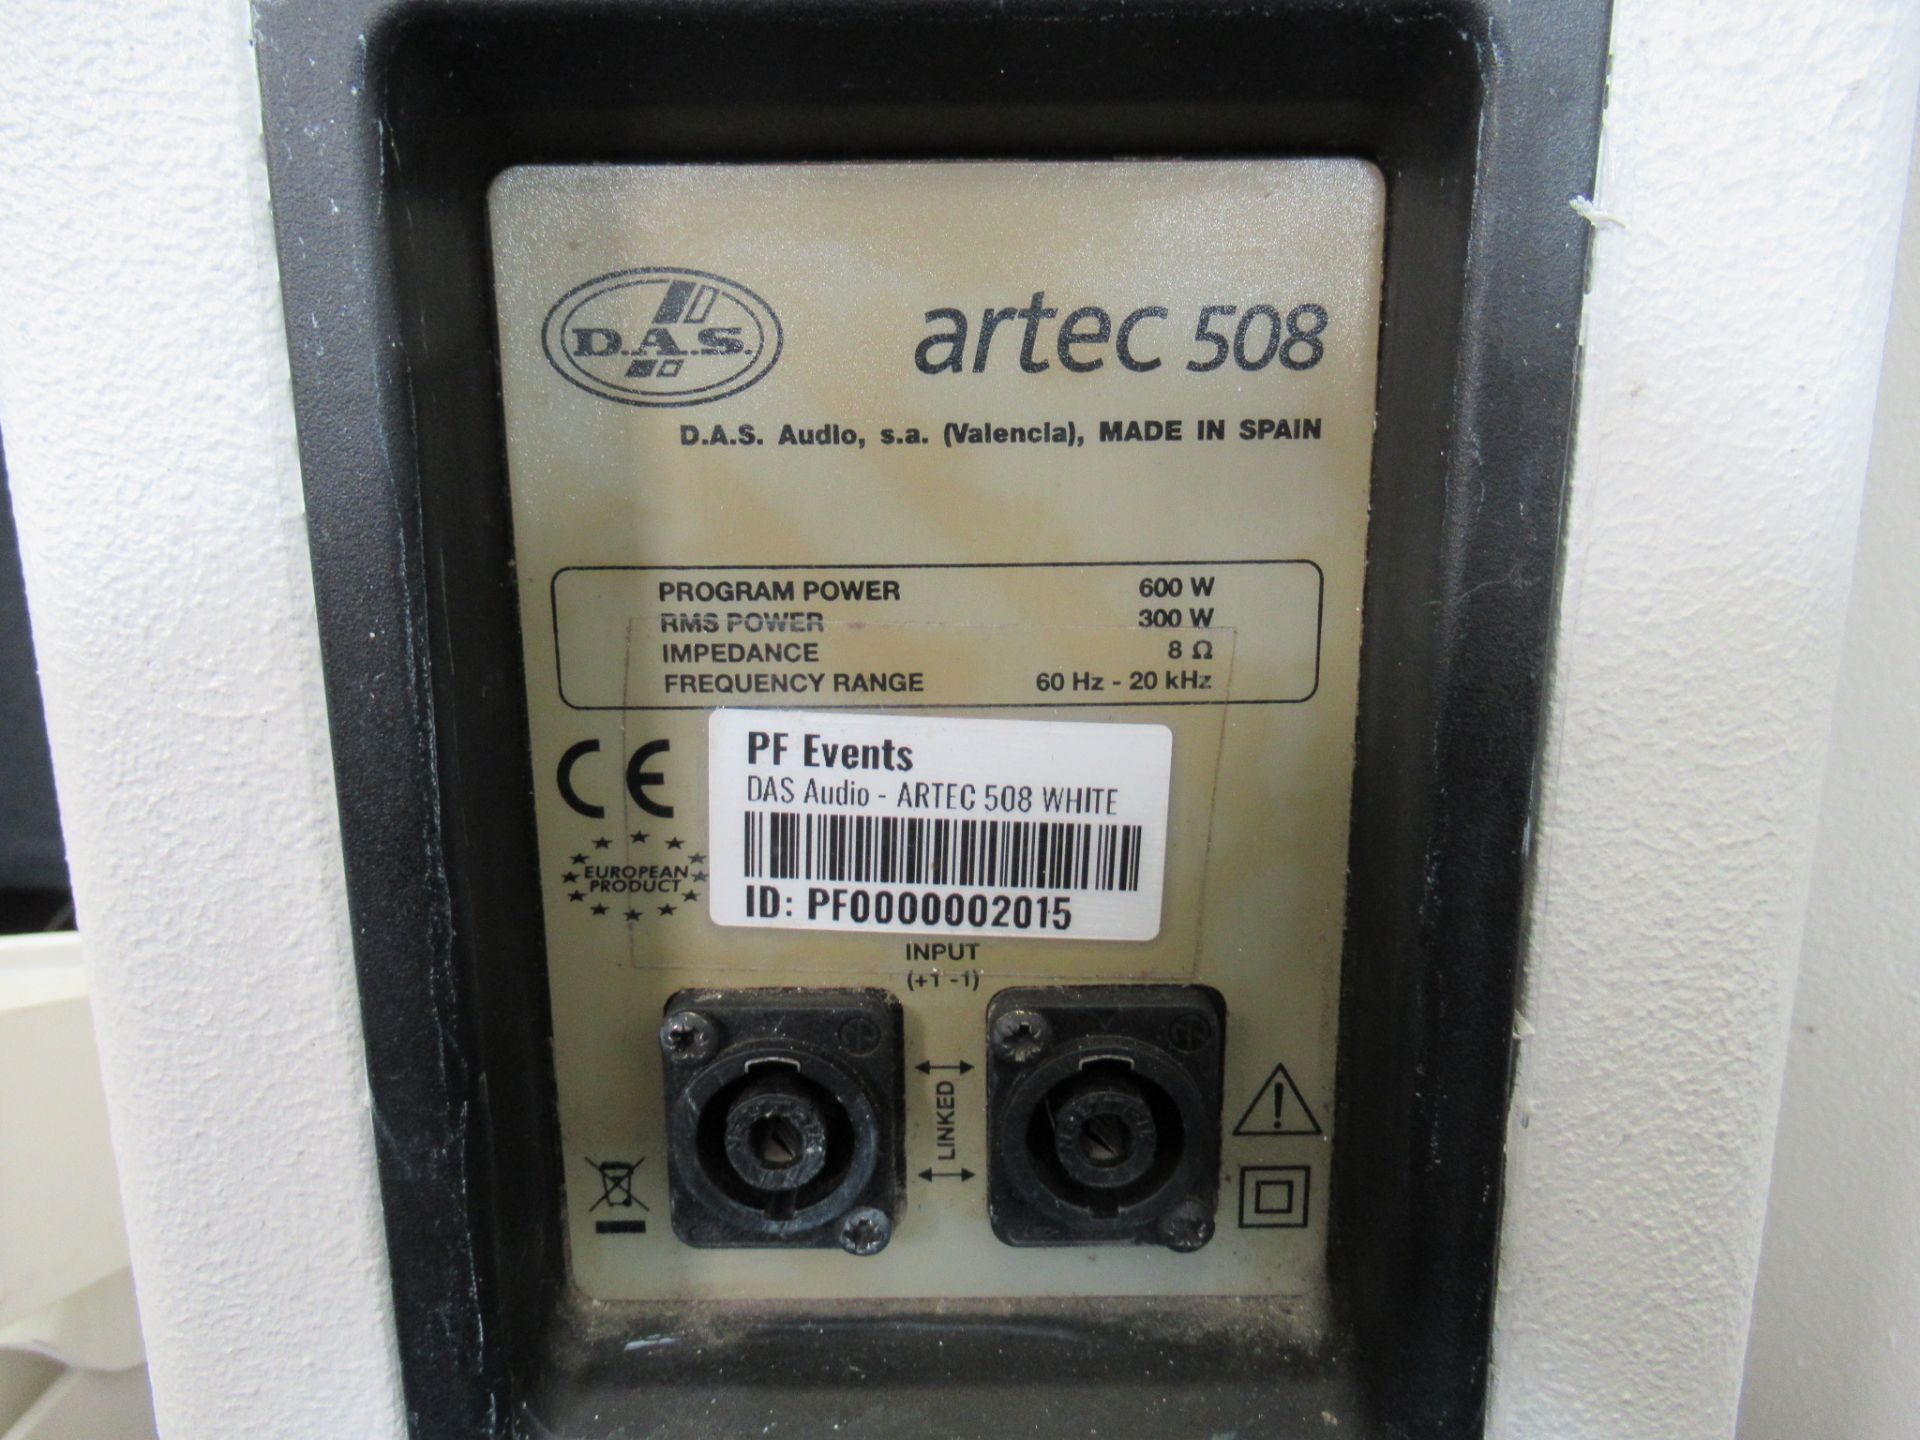 D.A.S.
artec 508
D.A.S. Audio, s.a. (Valencia), MADE IN SPAIN
PROGRAM POWER 600 W
RMS POWER 300 W
IMPEDANCE 8 Ω
FREQUENCY RANGE 60 Hz - 20 kHz
CE
PF Events
DAS Audio - ARTEC 508 WHITE
EUROPEAN
PRODUCT
ID: PF0000002015
INPUT
(+1 -1)
LINKED